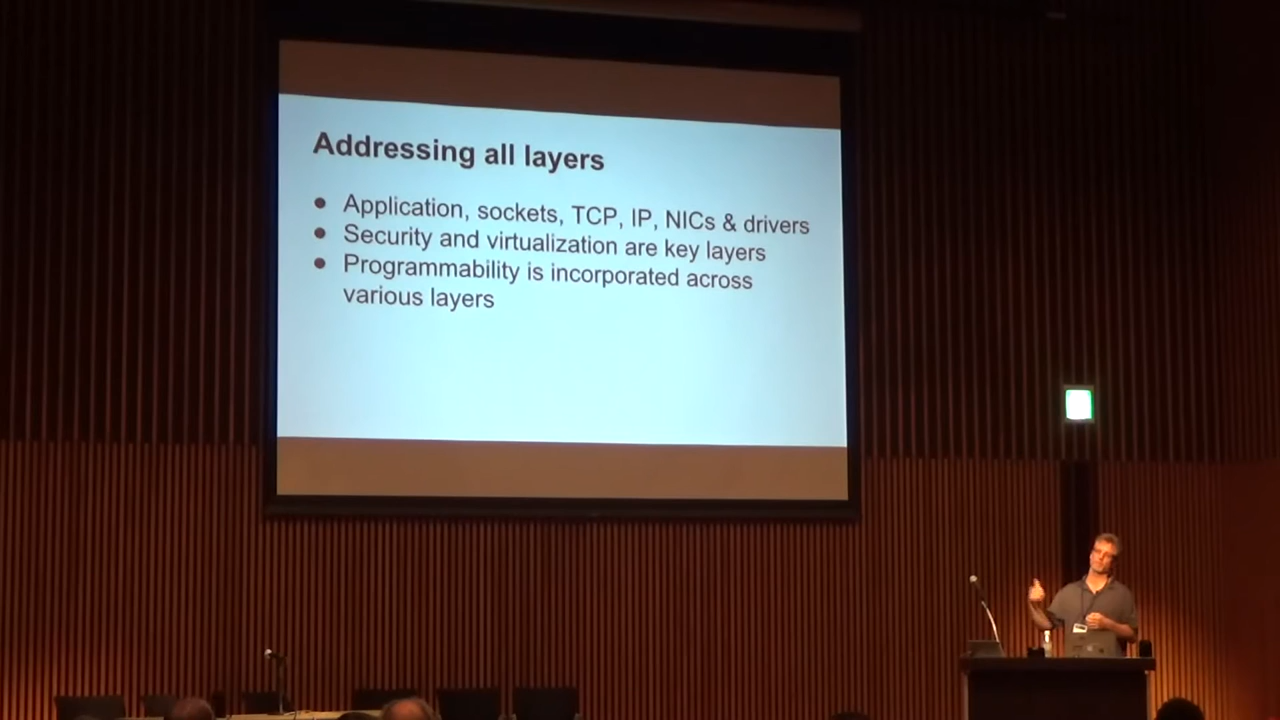 Addressing all layers
● Application, sockets, TCP, IP, NICs & drivers
● Security and virtualization are key layers
● Programmability is incorporated across
various layers